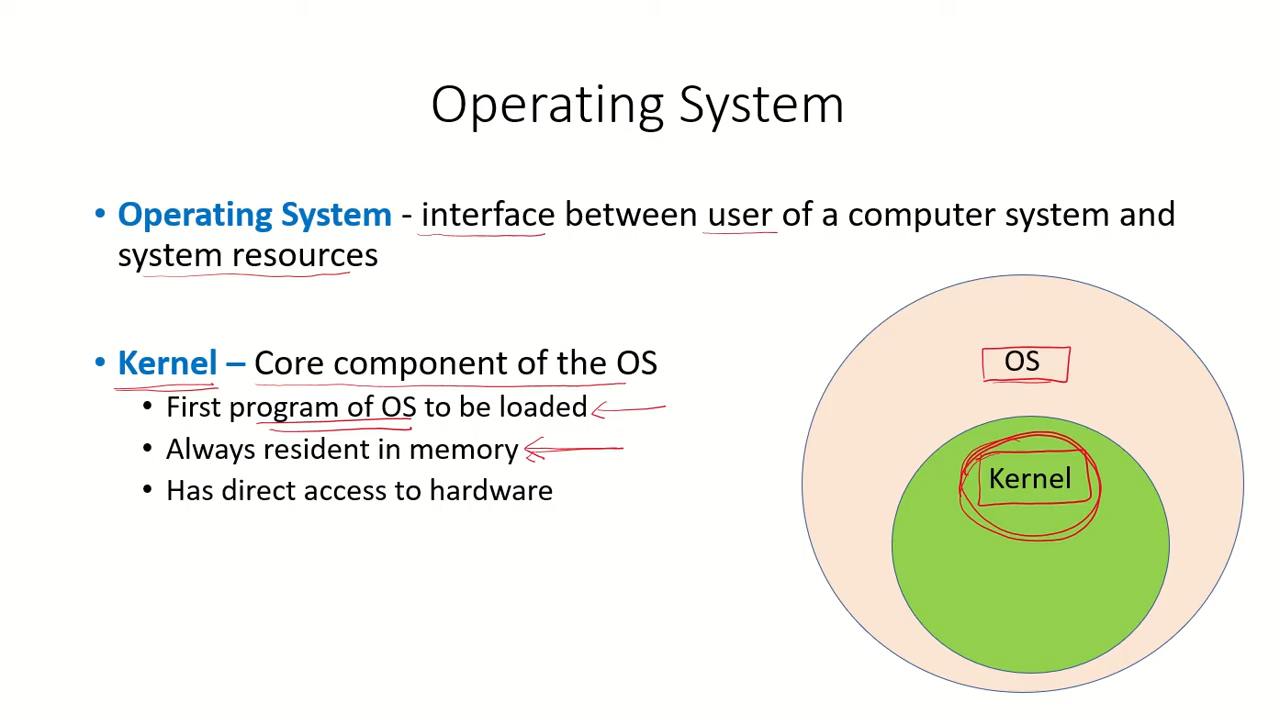 Operating System
• Operating System - interface between user of a computer system and
system resources
• Kernel – Core component of the OS
• First program of OS to be loaded
• Always resident in memory
• Has direct access to hardware
OS
Kernel